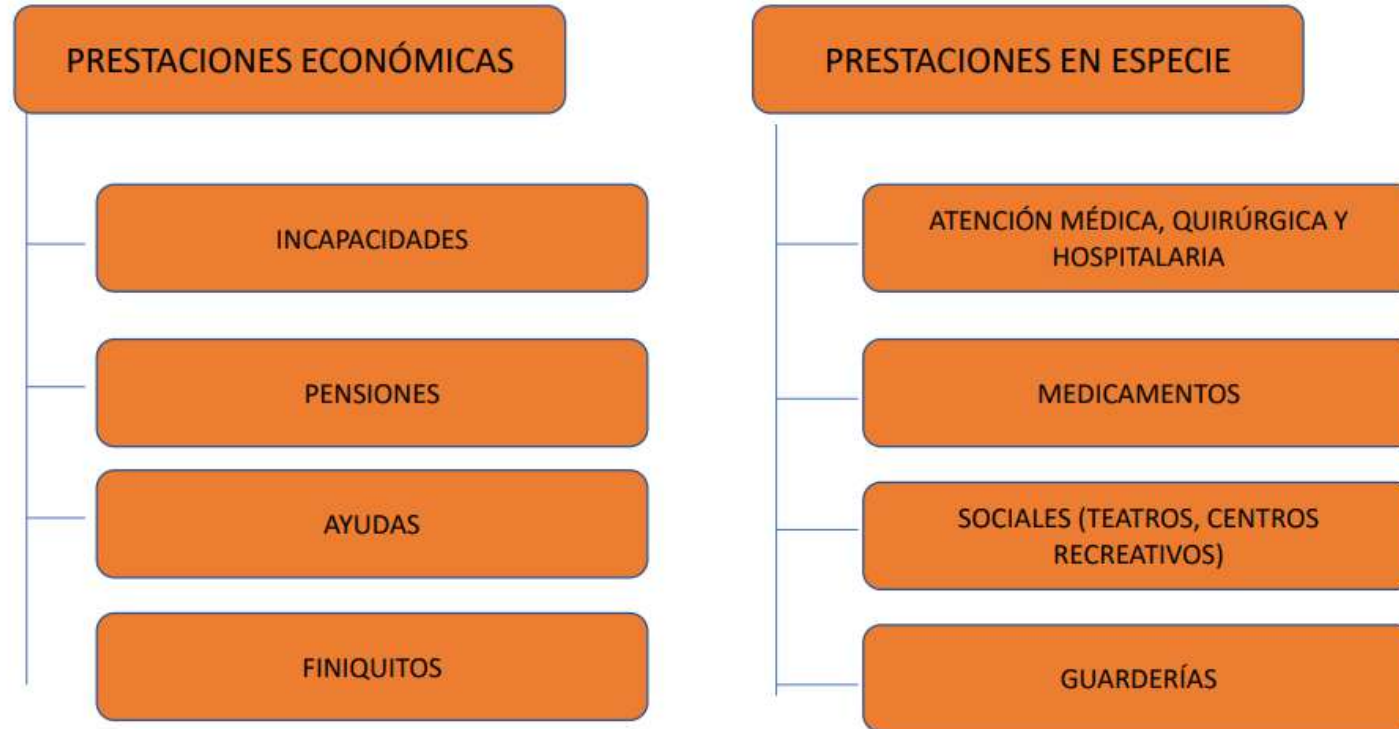 PRESTACIONES ECONÓMICAS
INCAPACIDADES
PENSIONES
AYUDAS
FINIQUITOS
PRESTACIONES EN ESPECIE
ATENCIÓN MÉDICA, QUIRÚRGICA Y
HOSPITALARIA
MEDICAMENTOS
SOCIALES (TEATROS, CENTROS
RECREATIVOS)
GUARDERÍAS